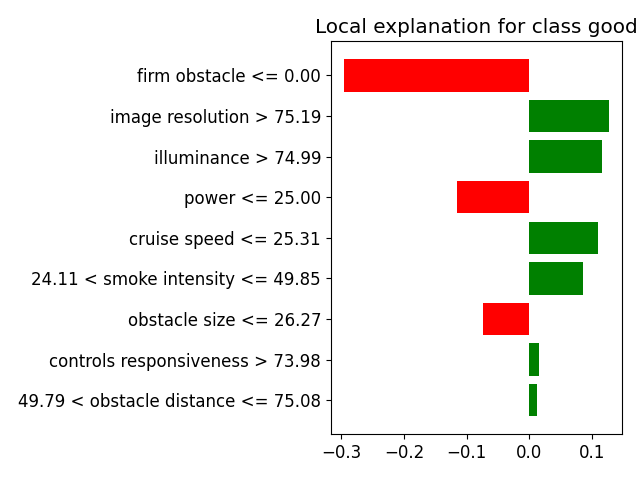 Local explanation for class good
firm obstacle <= 0.00
image resolution > 75.19
illuminance > 74.99
power <= 25.00
cruise speed <= 25.31
24.11 < smoke intensity <= 49.85
obstacle size <= 26.27
controls responsiveness > 73.98
49.79 < obstacle distance <= 75.08
−0.3 −0.2 −0.1 0.0 0.1